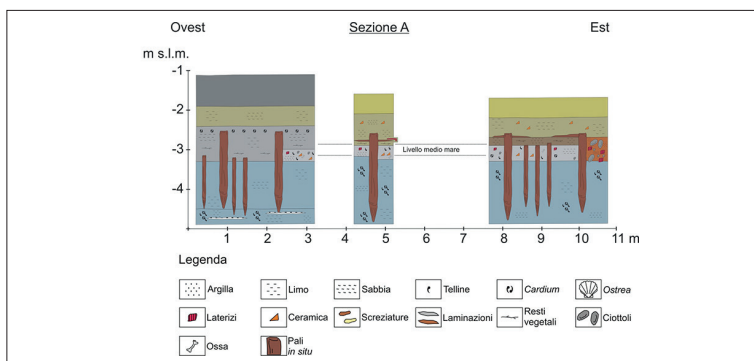 Ovest Sezione A Est
m s.l.m.
-1
-2
-3
-4
Livello medio mare
1 2 3 4 5 6 7 8 9 10 11 m
Legenda
Argilla Limo Sabbia Telline Cardium Ostrea
Laterizi Ceramica Screziature Laminazioni Resti vegetali Ciottoli
Ossa Pali in situ